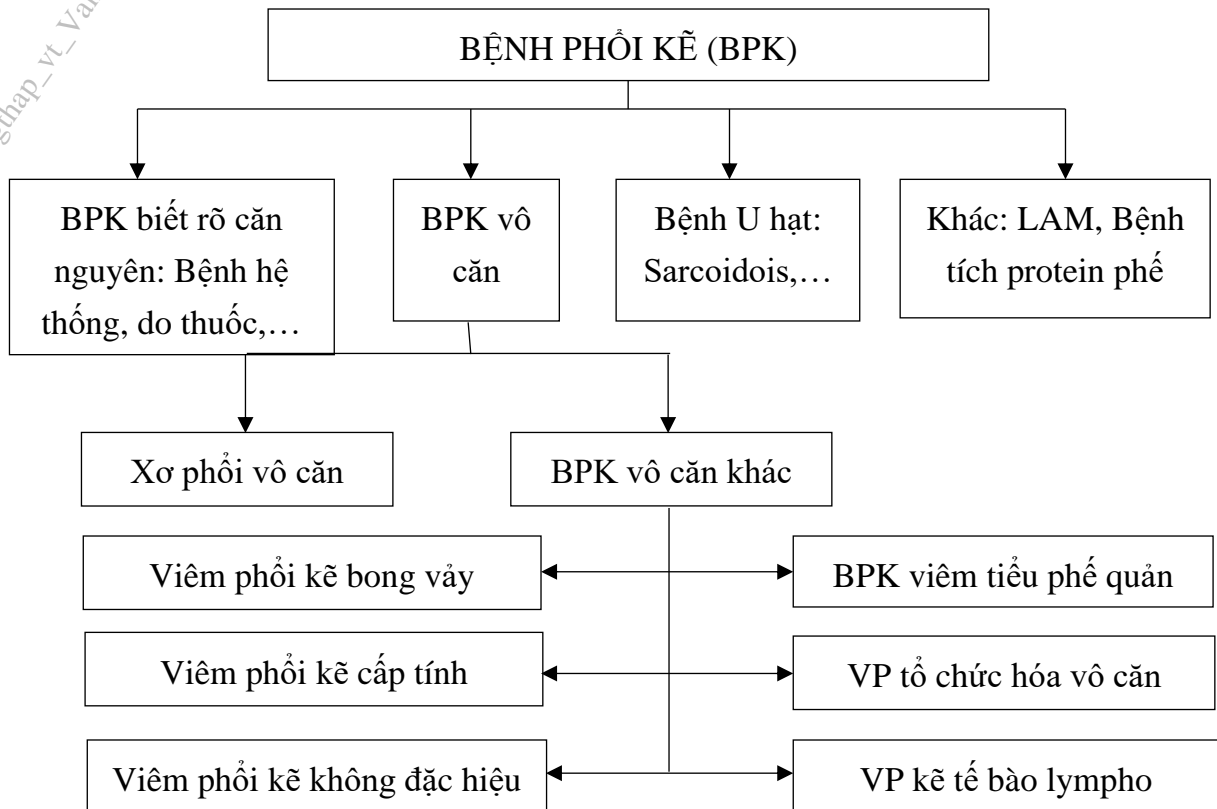 BỆNH PHỔI KẼ (BPK)
BPK biết rõ căn
nguyên: Bệnh hệ
thống, do thuốc,…
BPK vô
căn
Bệnh U hạt:
Sarcoidois,…
Khác: LAM, Bệnh
tích protein phế
Xơ phổi vô căn
BPK vô căn khác
Viêm phổi kẽ bong vảy
BPK viêm tiểu phế quản
Viêm phổi kẽ cấp tính
VP tổ chức hóa vô căn
Viêm phổi kẽ không đặc hiệu
VP kẽ tế bào lympho